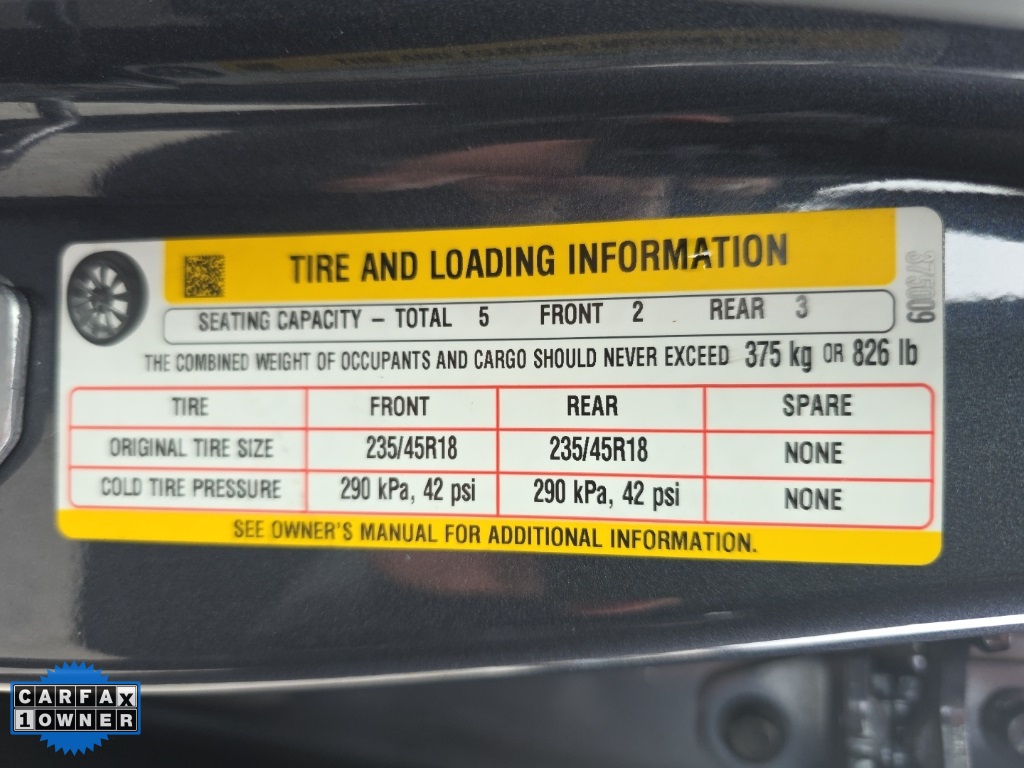 TIRE AND LOADING INFORMATION
SEATING CAPACITY – TOTAL 5 FRONT 2 REAR 3
THE COMBINED WEIGHT OF OCCUPANTS AND CARGO SHOULD NEVER EXCEED 375 kg OR 826 lb
TIRE FRONT REAR SPARE
ORIGINAL TIRE SIZE 235/45R18 235/45R18 NONE
COLD TIRE PRESSURE 290 kPa, 42 psi 290 kPa, 42 psi NONE
SEE OWNER'S MANUAL FOR ADDITIONAL INFORMATION.
CARFAX
1 OWNER